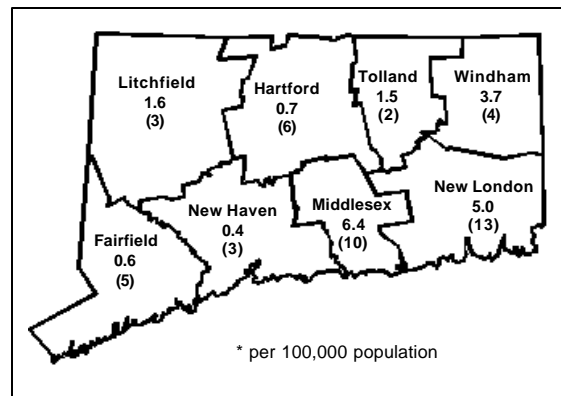 Litchfield
1.6
(3)
Hartford
0.7
(6)
Tolland
1.5
(2)
Windham
3.7
(4)
Fairfield
0.6
(5)
New Haven
0.4
(3)
Middlesex
6.4
(10)
New London
5.0
(13)
* per 100,000 population